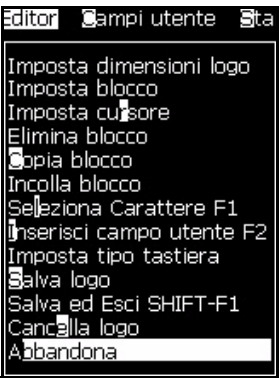 Editor Campi utente Sta
Imposta dimensioni logo
Imposta blocco
Imposta cursore
Elimina blocco
Copia blocco
Incolla blocco
Seleziona Carattere F1
Inserisci campo utente F2
Imposta tipo tastiera
Salva logo
Salva ed Esci SHIFT-F1
Cancella logo
Abbandona